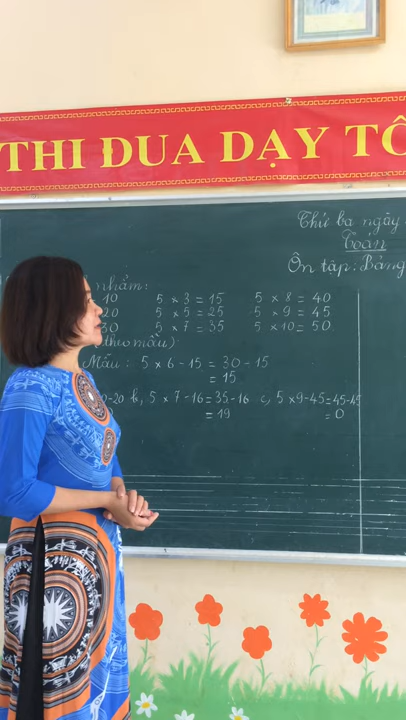 THI ĐUA DẠY TỐ
Thứ ba ngày
Toán
Ôn tập: Bảng
nhẩm:
10 5 x 3 = 15 5 x 8 = 40
20 5 x 5 = 25 5 x 9 = 45
30 5 x 7 = 35 5 x 10 = 50
(theo mẫu):
Mẫu: 5 x 6 - 15 = 30 - 15
= 15
-20 b, 5 x 7 - 16 = 35 - 16 c, 5 x 9 - 45 = 45 - 45
= 19 = 0